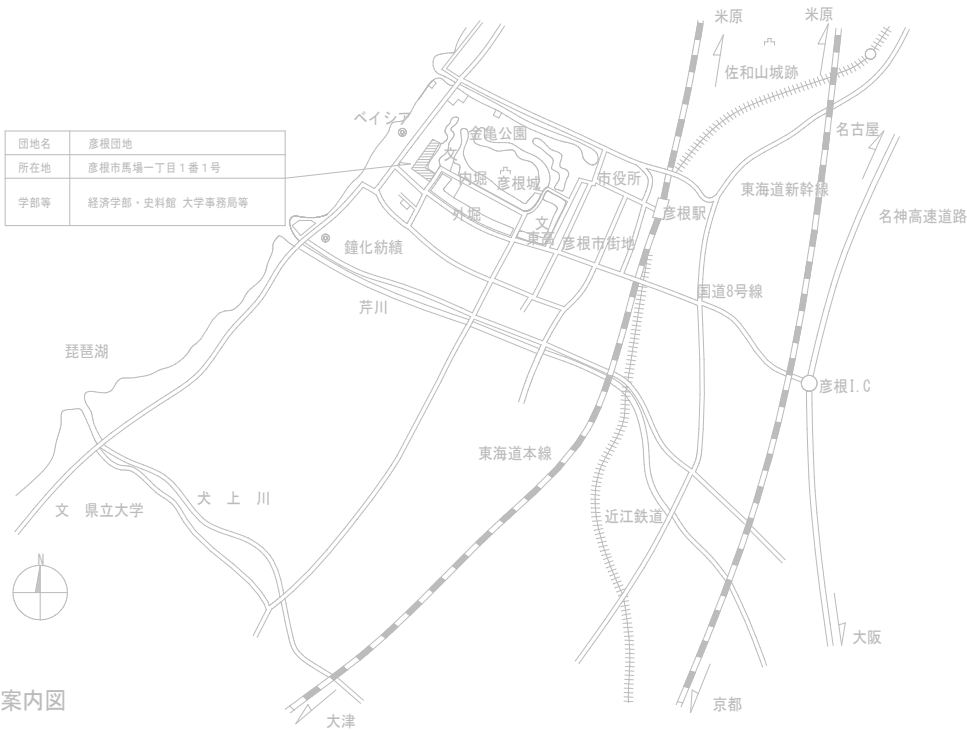 米原
米原
佐和山城跡
ベイシア
金亀公園
名古屋
団地名 彦根団地
所在地 彦根市馬場一丁目1番1号
学部等 経済学部・史料館 大学事務局等
文
内堀
彦根城
市役所
東海道新幹線
外堀
文
東高
彦根駅
名神高速道路
鐘化紡績
彦根市街地
国道8号線
芹川
琵琶湖
彦根I.C
東海道本線
犬上川
文 県立大学
近江鉄道
N
大阪
案内図
京都
大津